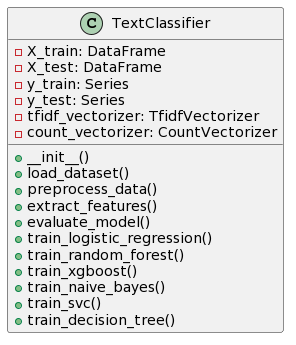 C TextClassifier
X_train: DataFrame
X_test: DataFrame
y_train: Series
y_test: Series
tfidf_vectorizer: TfidfVectorizer
count_vectorizer: CountVectorizer
__init__()
load_dataset()
preprocess_data()
extract_features()
evaluate_model()
train_logistic_regression()
train_random_forest()
train_xgboost()
train_naive_bayes()
train_svc()
train_decision_tree()